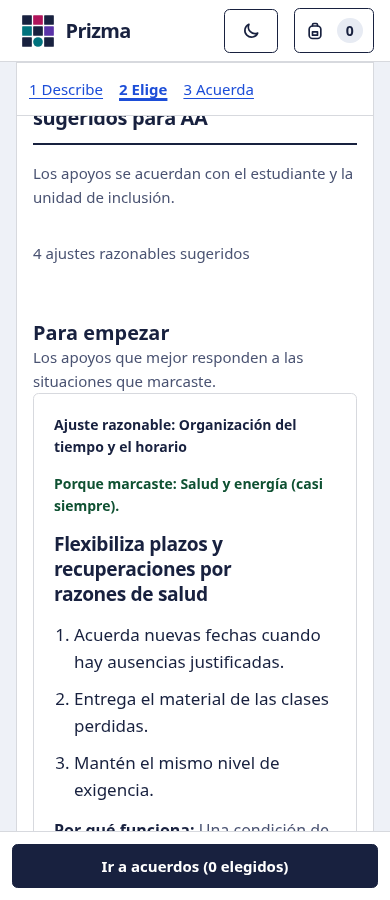 Prizma
0
1 Describe 2 Elige 3 Acuerda
sugeridos para AA
Los apoyos se acuerdan con el estudiante y la
unidad de inclusión.
4 ajustes razonables sugeridos
Para empezar
Los apoyos que mejor responden a las
situaciones que marcaste.
Ajuste razonable: Organización del
tiempo y el horario
Porque marcaste: Salud y energía (casi
siempre).
Flexibiliza plazos y
recuperaciones por
razones de salud
1. Acuerda nuevas fechas cuando
hay ausencias justificadas.
2. Entrega el material de las clases
perdidas.
3. Mantén el mismo nivel de
exigencia.
Por qué funciona: Una condición de
Ir a acuerdos (0 elegidos)